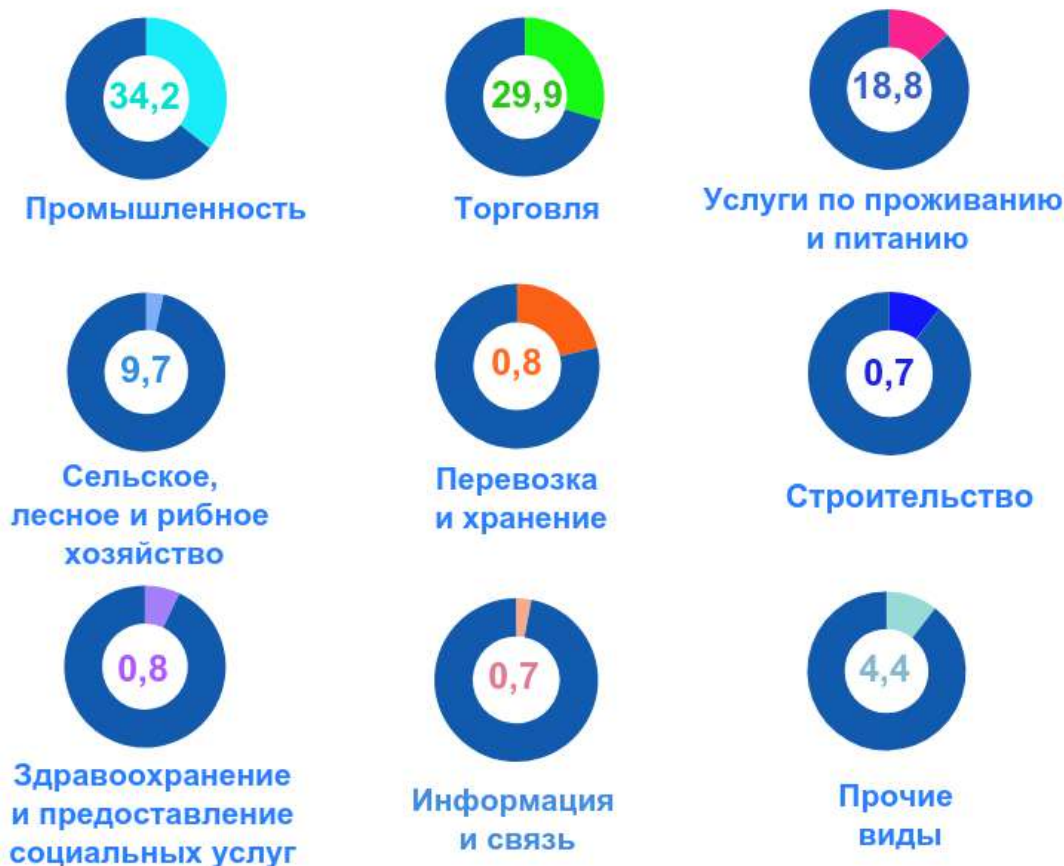 34,2
Промышленность
29,9
Торговля
18,8
Услуги по проживанию
и питанию
9,7
Сельское,
лесное и рибное
хозяйство
0,8
Перевозка
и хранение
0,7
Строительство
0,8
Здравоохранение
и предоставление
социальных услуг
0,7
Информация
и связь
4,4
Прочие
виды